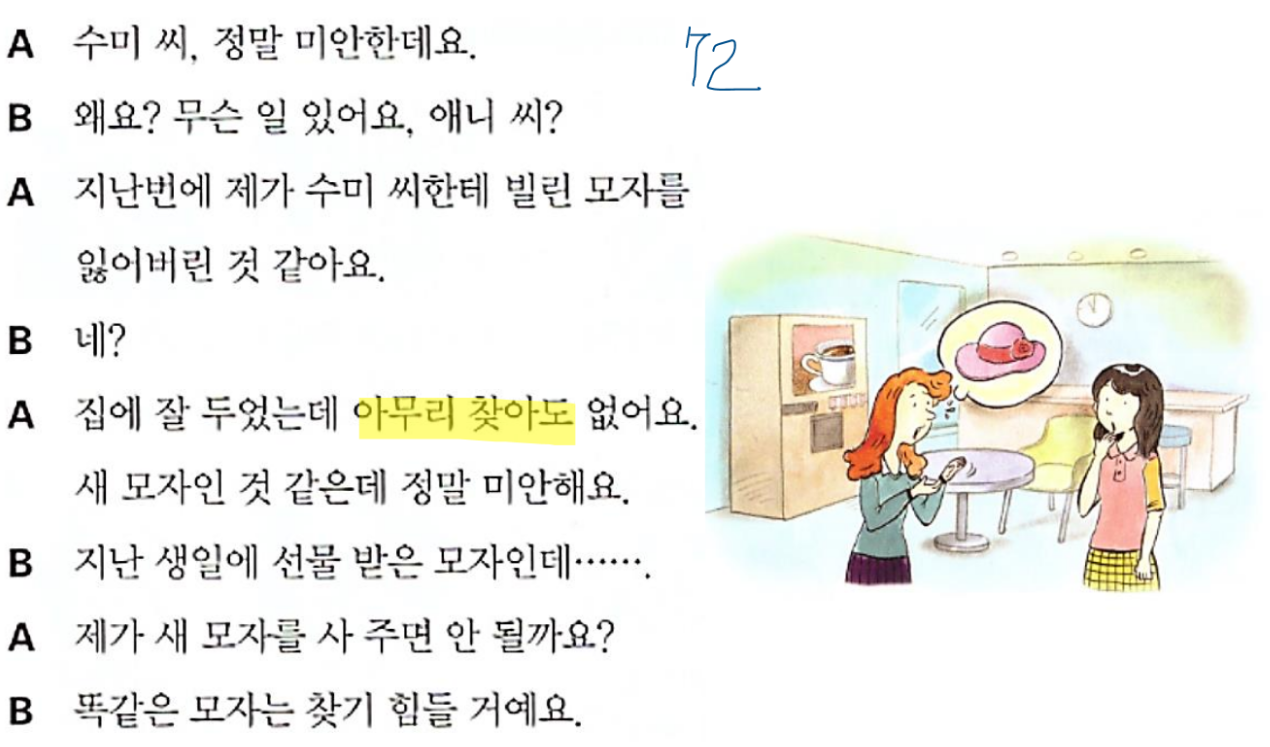 A 수미 씨, 정말 미안한데요.
72
B 왜요? 무슨 일 있어요, 애니 씨?
A 지난번에 제가 수미 씨한테 빌린 모자를
잃어버린 것 같아요.
B 네?
A 집에 잘 두었는데 아무리 찾아도 없어요.
새 모자인 것 같은데 정말 미안해요.
B 지난 생일에 선물 받은 모자인데…….
A 제가 새 모자를 사 주면 안 될까요?
B 똑같은 모자는 찾기 힘들 거예요.